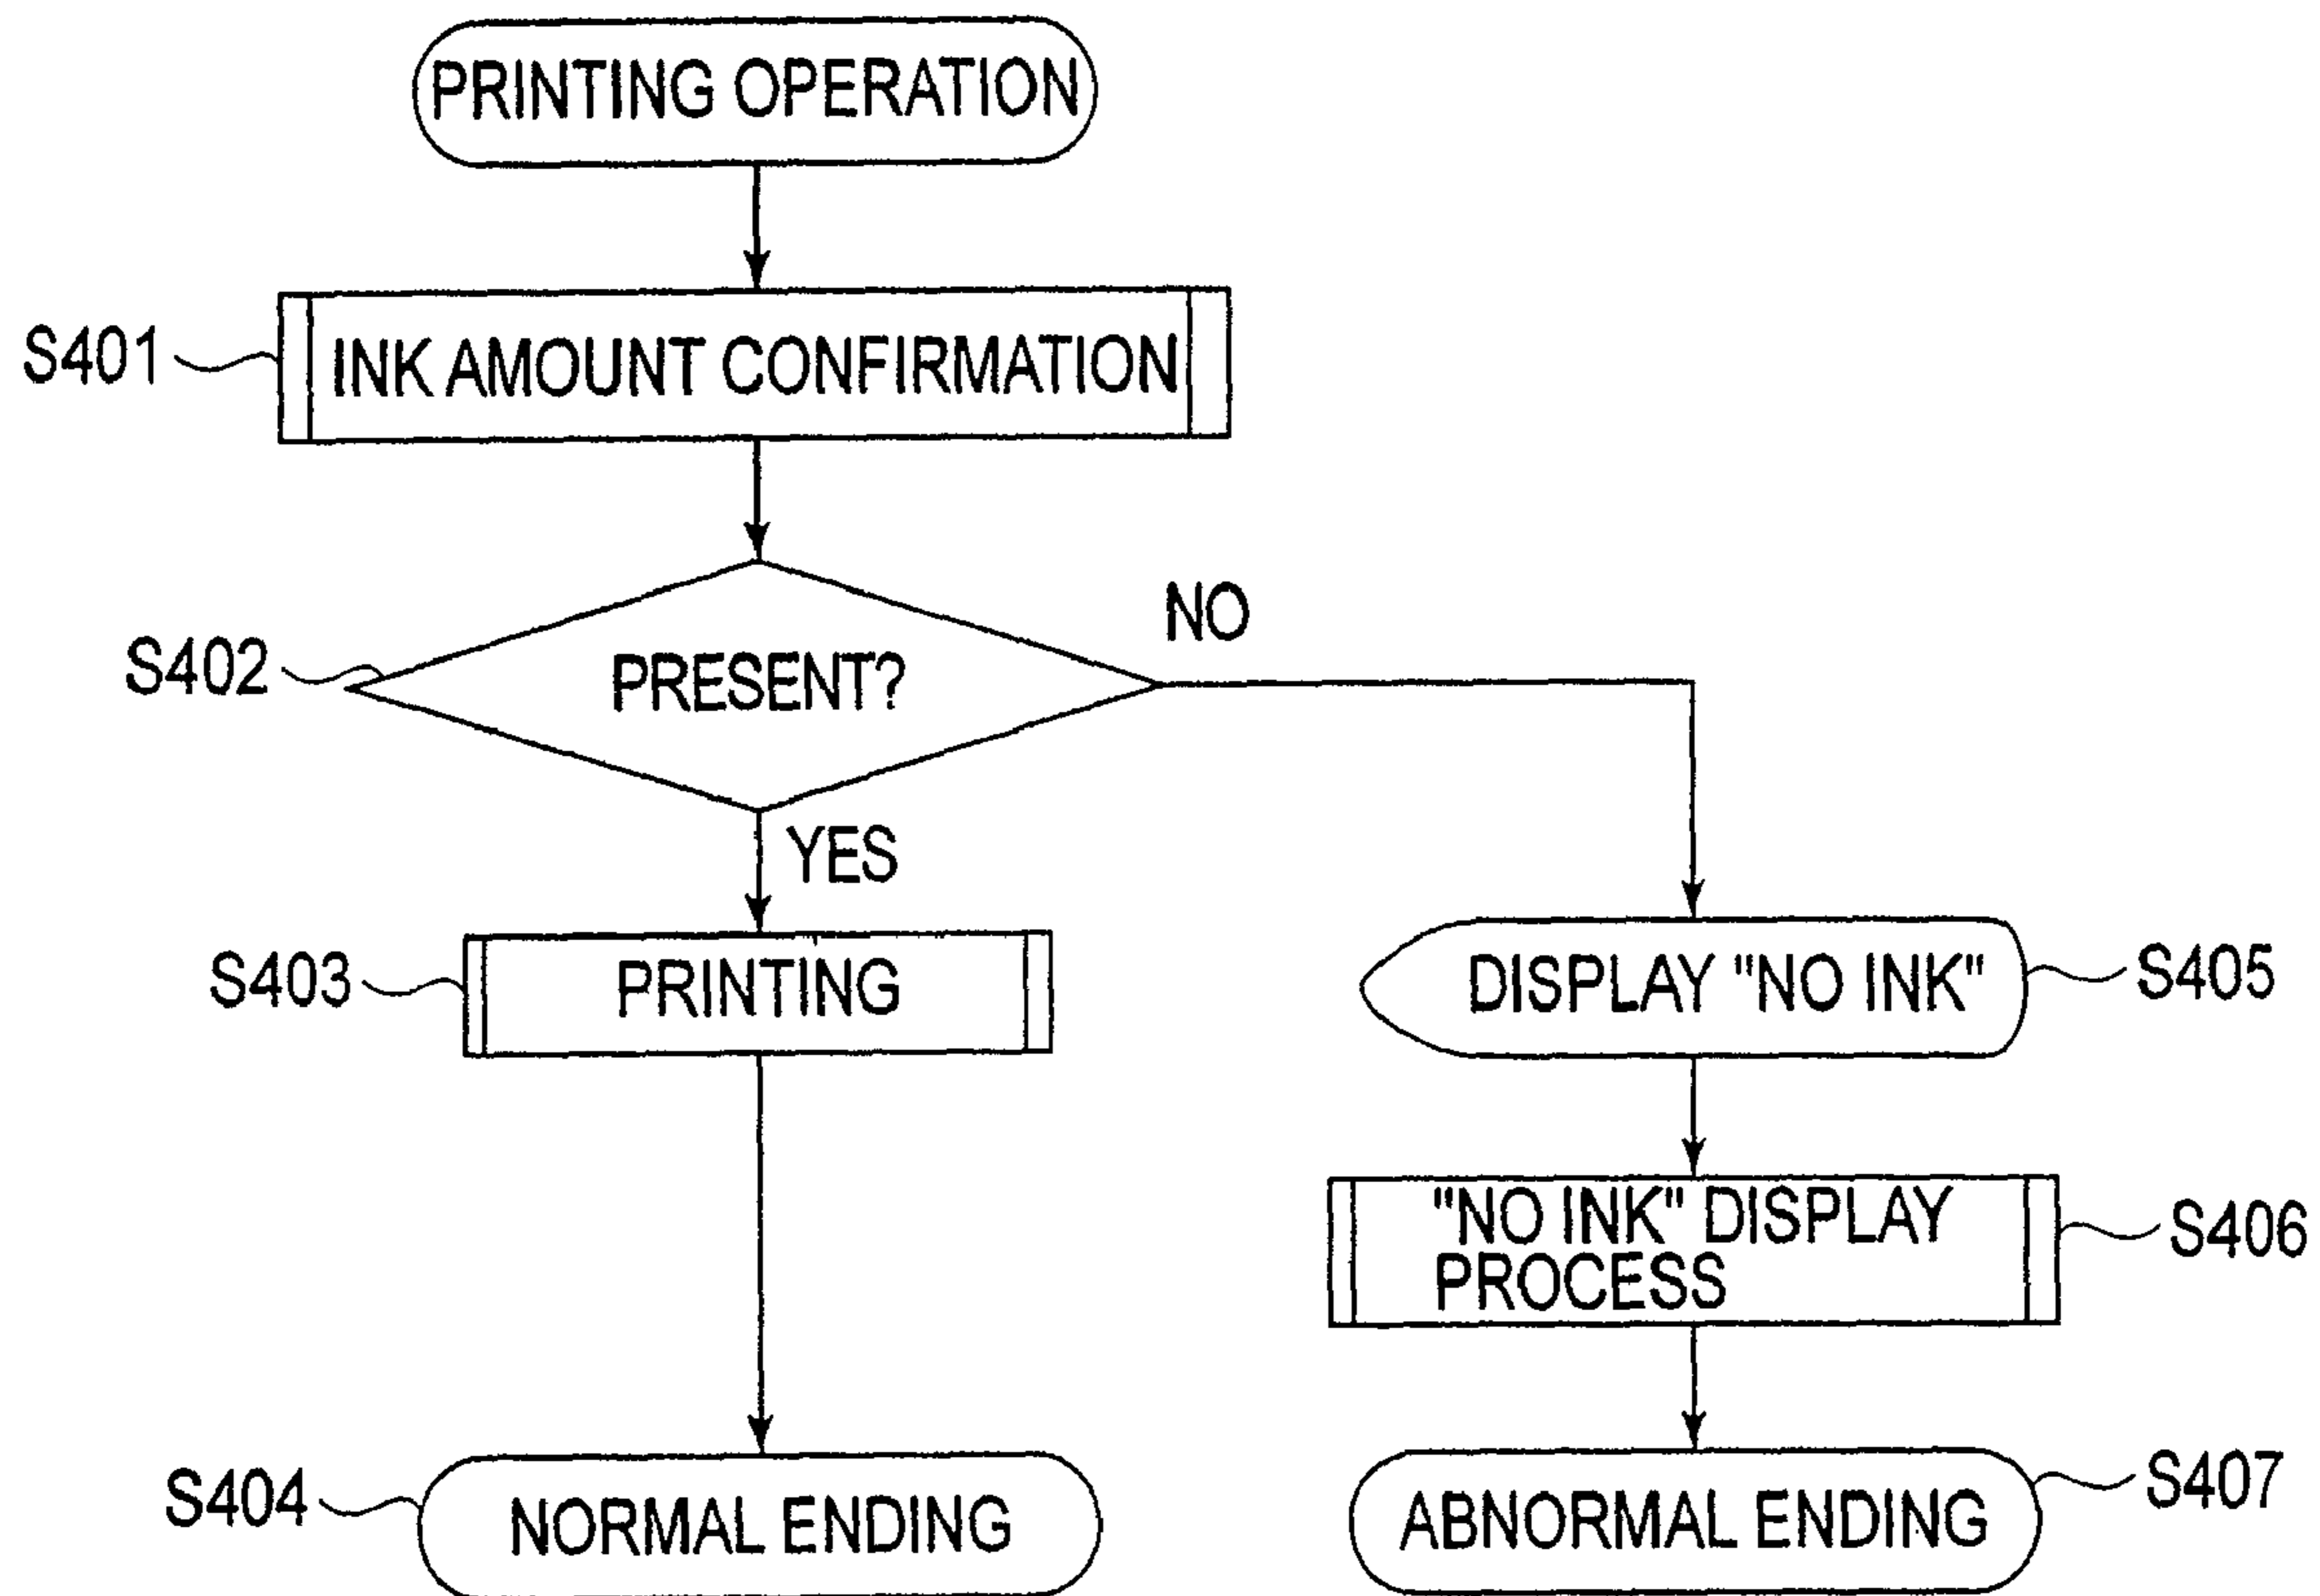 PRINTING OPERATION
S401
INK AMOUNT CONFIRMATION
S402
PRESENT?
NO
YES
S403
PRINTING
DISPLAY "NO INK"
S405
"NO INK" DISPLAY
PROCESS
S406
S404
NORMAL ENDING
ABNORMAL ENDING
S407